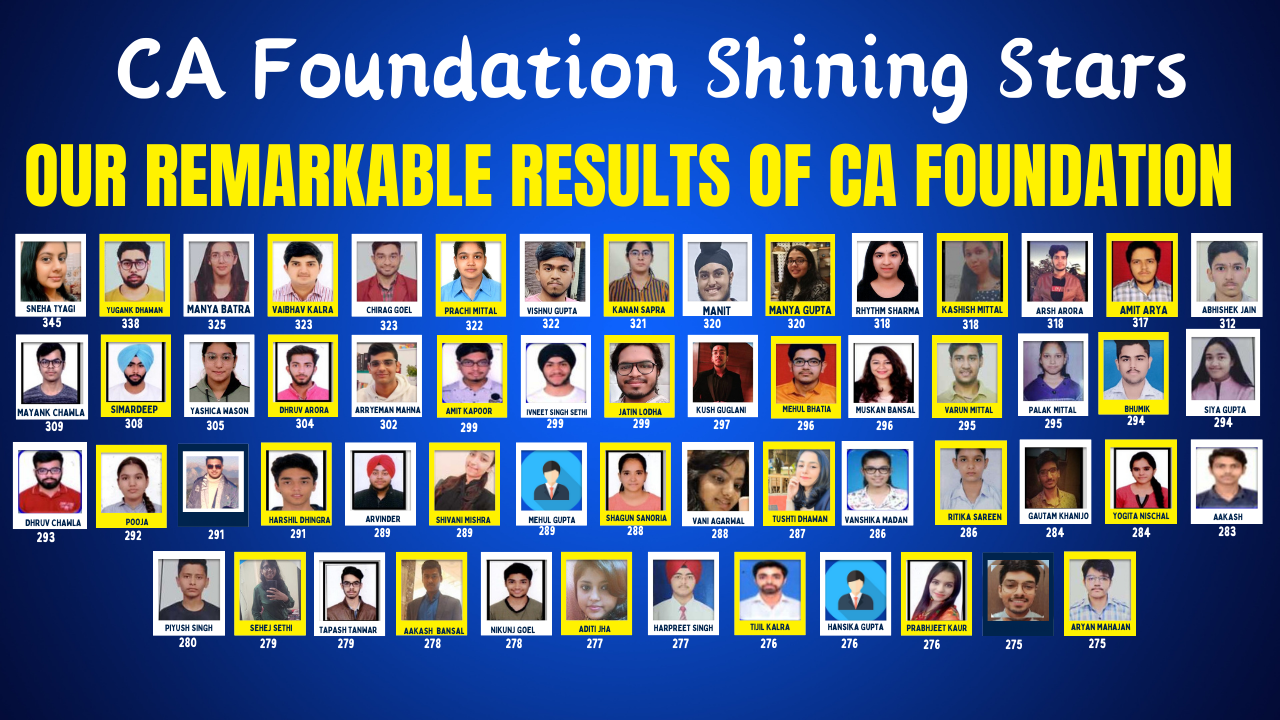 CA Foundation Shining Stars
OUR REMARKABLE RESULTS OF CA FOUNDATION
SNEHA TYAGI YUGANK DHAWAN MANYA BATRA VAIBHAV KALRA CHIRAG GOEL PRACHI MITTAL VISHNU GUPTA KANAN SAPRA MANIT MANYA GUPTA RHYTHM SHARMA KASHISH MITTAL ARSH ARORA AMIT ARYA ABHISHEK JAIN
345 338 325 323 323 322 322 321 320 320 318 318 318 317 312
MAYANK CHAWLA SIMARDEEP YASHICA WASON DHRUV ARORA ARRYEMAN MAHNA AMIT KAPOOR IVNEET SINGH SETHI JATIN LODHA KUSH GUGLANI MEHUL BHATIA MUSKAN BANSAL VARUN MITTAL PALAK MITTAL BHUMIK SIYA GUPTA
309 308 305 304 302 299 299 299 297 296 296 295 295 294 294
DHRUV CHAWLA POOJA HARSHIL DHINGRA ARVINDER SHIVANI MISHRA MEHUL GUPTA SHAGUN SANORIA VANI AGARWAL TUSHTI DHAWAN VANSHIKA MADAN RITIKA SAREEN GAUTAM KHANIJO YOGITA NISCHAL AAKASH
293 292 291 291 289 289 289 288 288 287 286 286 284 284 283
PIYUSH SINGH SEHEJ SETHI TAPASH TANWAR AAKASH BANSAL NIKUNJ GOEL ADITI JHA HARPREET SINGH TIJIL KALRA HANSIKA GUPTA PRABHJEET KAUR ARYAN MAHAJAN
280 279 279 278 278 277 277 276 276 276 275 275